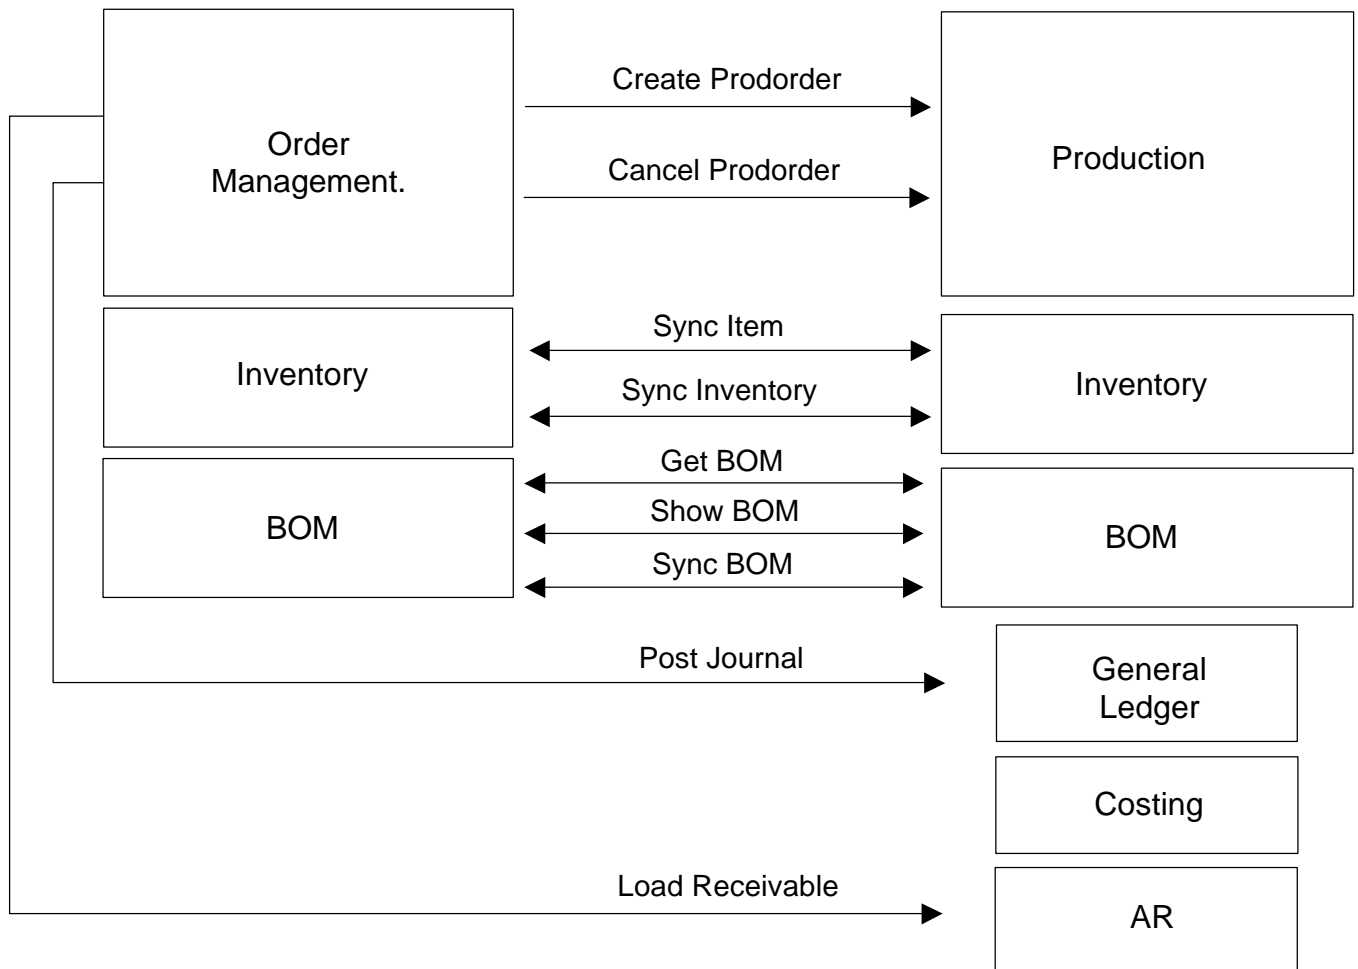 Create Prodorder
Order
Management.
Production
Cancel Prodorder
Sync Item
Inventory
Inventory
Sync Inventory
Get BOM
BOM
Show BOM
BOM
Sync BOM
Post Journal
General
Ledger
Costing
Load Receivable
AR